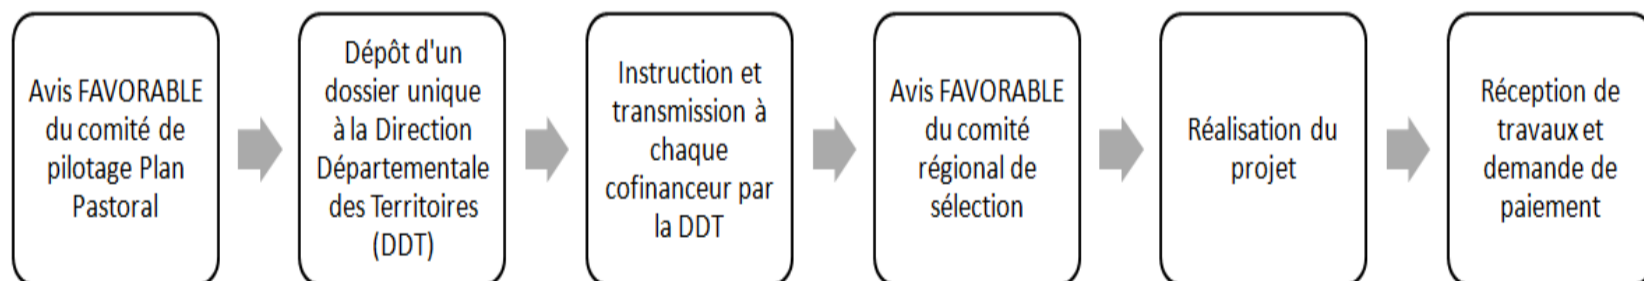 Avis FAVORABLE
du comité de
pilotage Plan
Pastoral
Dépôt d'un
dossier unique
à la Direction
Départementale
des Territoires
(DDT)
Instruction et
transmission à
chaque
cofinanceur par
la DDT
Avis FAVORABLE
du comité
régional de
sélection
Réalisation du
projet
Réception de
travaux et
demande de
paiement